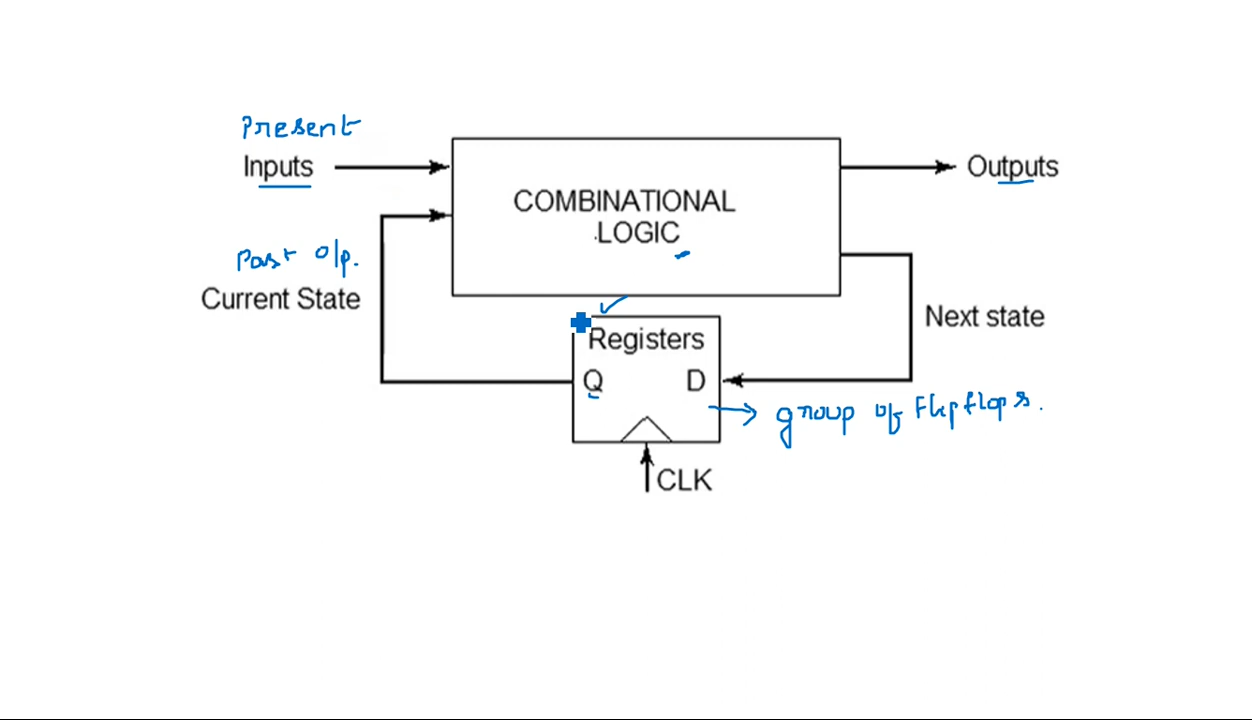 Present
Inputs
COMBINATIONAL
LOGIC
Outputs
Past o/p.
Current State
Next state
Registers
Q D
group of Flipflops.
CLK